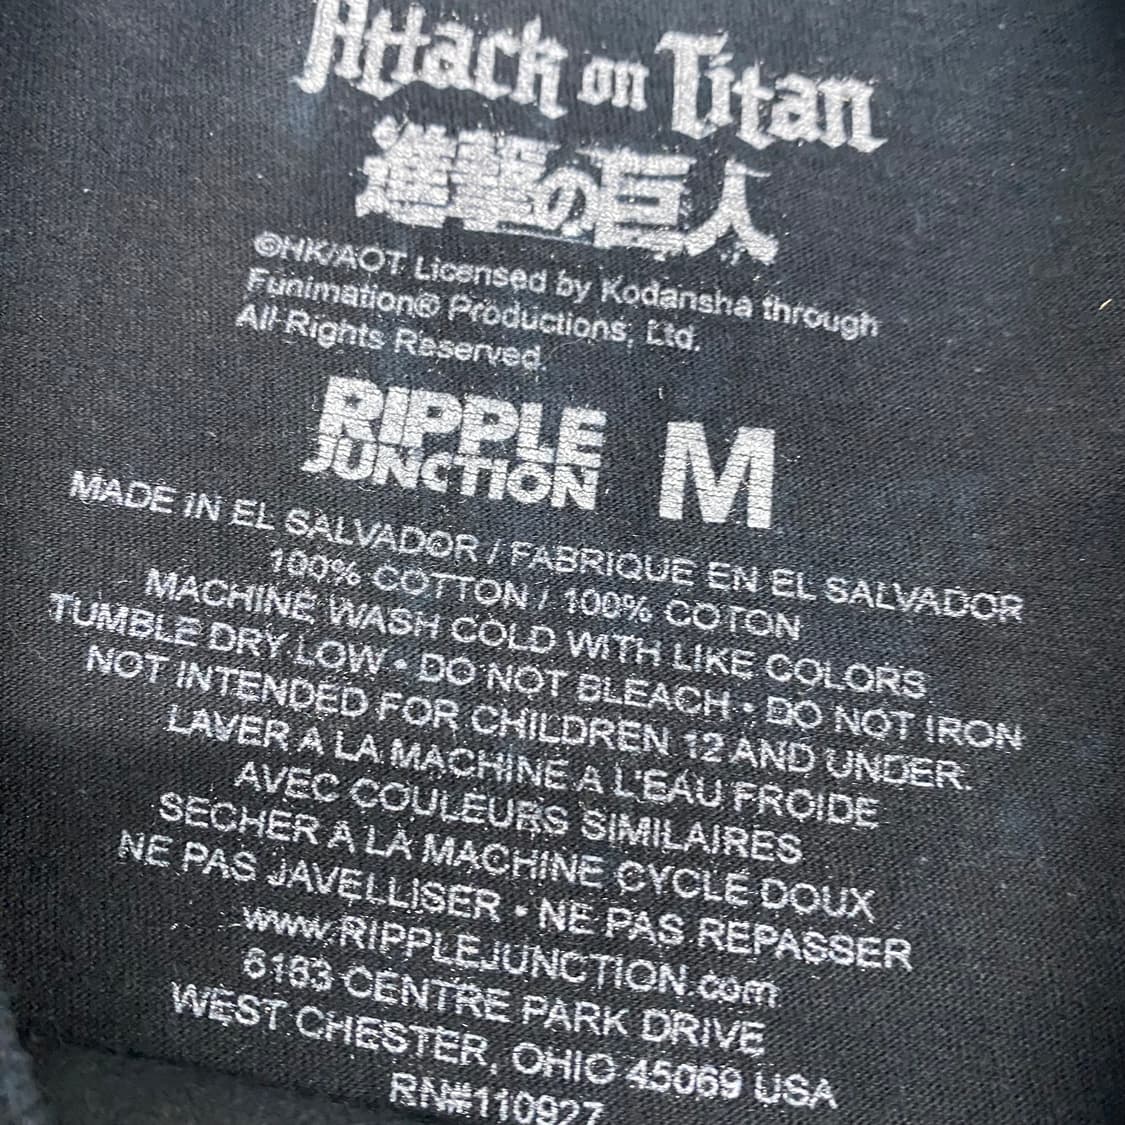 Attack on Titan
進撃の巨人
©HK/AOT Licensed by Kodansha through
Funimation® Productions, Ltd.
All Rights Reserved.
RIPPLE
JUNCTION
M
MADE IN EL SALVADOR / FABRIQUE EN EL SALVADOR
100% COTTON / 100% COTON
MACHINE WASH COLD WITH LIKE COLORS
TUMBLE DRY LOW • DO NOT BLEACH • DO NOT IRON
NOT INTENDED FOR CHILDREN 12 AND UNDER.
LAVER A LA MACHINE A L'EAU FROIDE
AVEC COULEURS SIMILAIRES
SECHER A LA MACHINE CYCLE DOUX
NE PAS JAVELLISER • NE PAS REPASSER
www.RIPPLEJUNCTION.com
6183 CENTRE PARK DRIVE
WEST CHESTER, OHIO 45069 USA
RN#110927